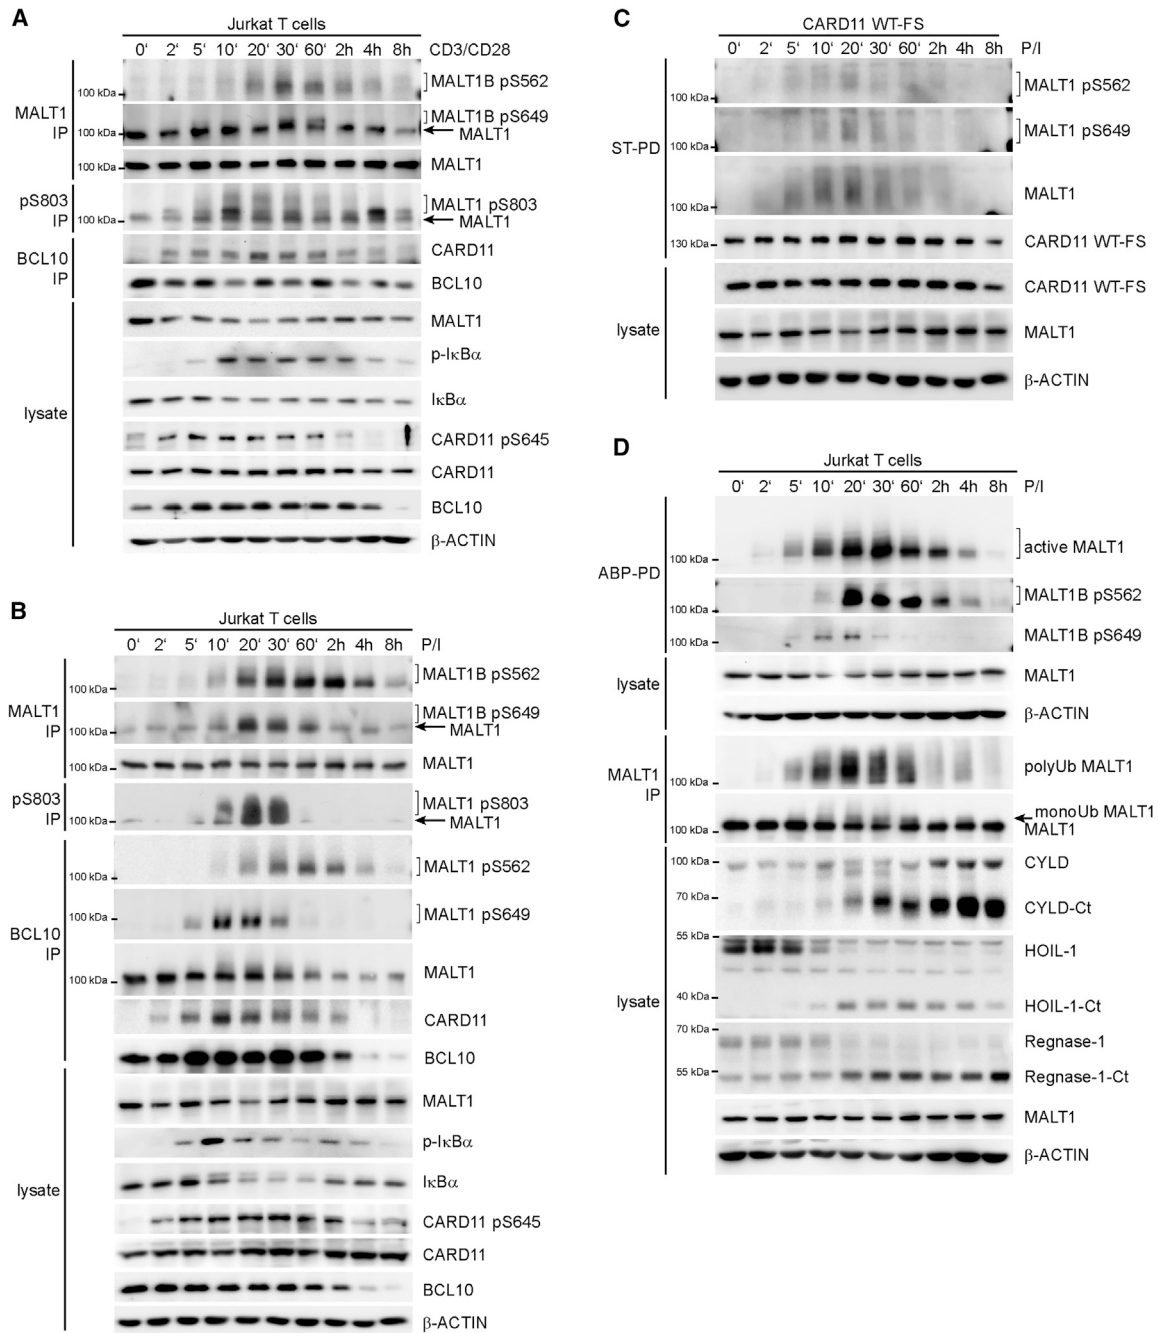 A
Jurkat T cells
0‘ 2‘ 5‘ 10‘ 20‘ 30‘ 60‘ 2h 4h 8h CD3/CD28
MALT1 IP
100 kDa
MALT1B pS562
100 kDa
MALT1B pS649
MALT1
100 kDa
MALT1
pS803 IP
100 kDa
MALT1 pS803
MALT1
BCL10 IP
CARD11
BCL10
lysate
MALT1
p-IκBα
IκBα
CARD11 pS645
CARD11
BCL10
β-ACTIN
B
Jurkat T cells
0‘ 2‘ 5‘ 10‘ 20‘ 30‘ 60‘ 2h 4h 8h P/I
MALT1 IP
100 kDa
MALT1B pS562
100 kDa
MALT1B pS649
MALT1
100 kDa
MALT1
pS803 IP
100 kDa
MALT1 pS803
MALT1
BCL10 IP
100 kDa
MALT1 pS562
100 kDa
MALT1 pS649
100 kDa
MALT1
CARD11
BCL10
lysate
MALT1
p-IκBα
IκBα
CARD11 pS645
CARD11
BCL10
β-ACTIN
C
CARD11 WT-FS
0‘ 2‘ 5‘ 10‘ 20‘ 30‘ 60‘ 2h 4h 8h P/I
ST-PD
100 kDa
MALT1 pS562
100 kDa
MALT1 pS649
100 kDa
MALT1
130 kDa
CARD11 WT-FS
lysate
CARD11 WT-FS
MALT1
β-ACTIN
D
Jurkat T cells
0‘ 2‘ 5‘ 10‘ 20‘ 30‘ 60‘ 2h 4h 8h P/I
ABP-PD
100 kDa
active MALT1
100 kDa
MALT1B pS562
100 kDa
MALT1B pS649
lysate
MALT1
β-ACTIN
MALT1 IP
100 kDa
polyUb MALT1
100 kDa
monoUb MALT1
MALT1
lysate
100 kDa
CYLD
70 kDa
CYLD-Ct
55 kDa
HOIL-1
40 kDa
HOIL-1-Ct
70 kDa
Regnase-1
55 kDa
Regnase-1-Ct
MALT1
β-ACTIN